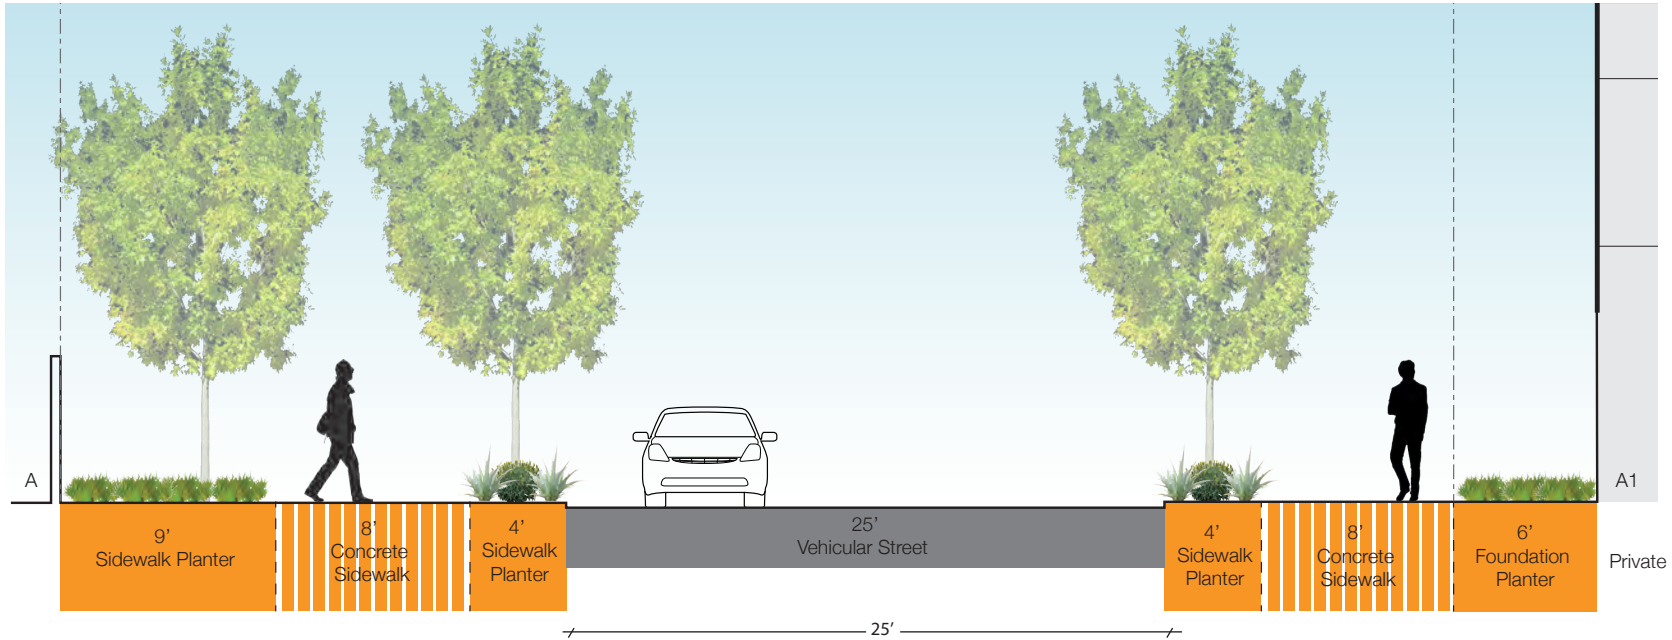 A
A1
9’
Sidewalk Planter
8’
Concrete
Sidewalk
4’
Sidewalk
Planter
25’
Vehicular Street
4’
Sidewalk
Planter
8’
Concrete
Sidewalk
6’
Foundation
Planter
Private
25’